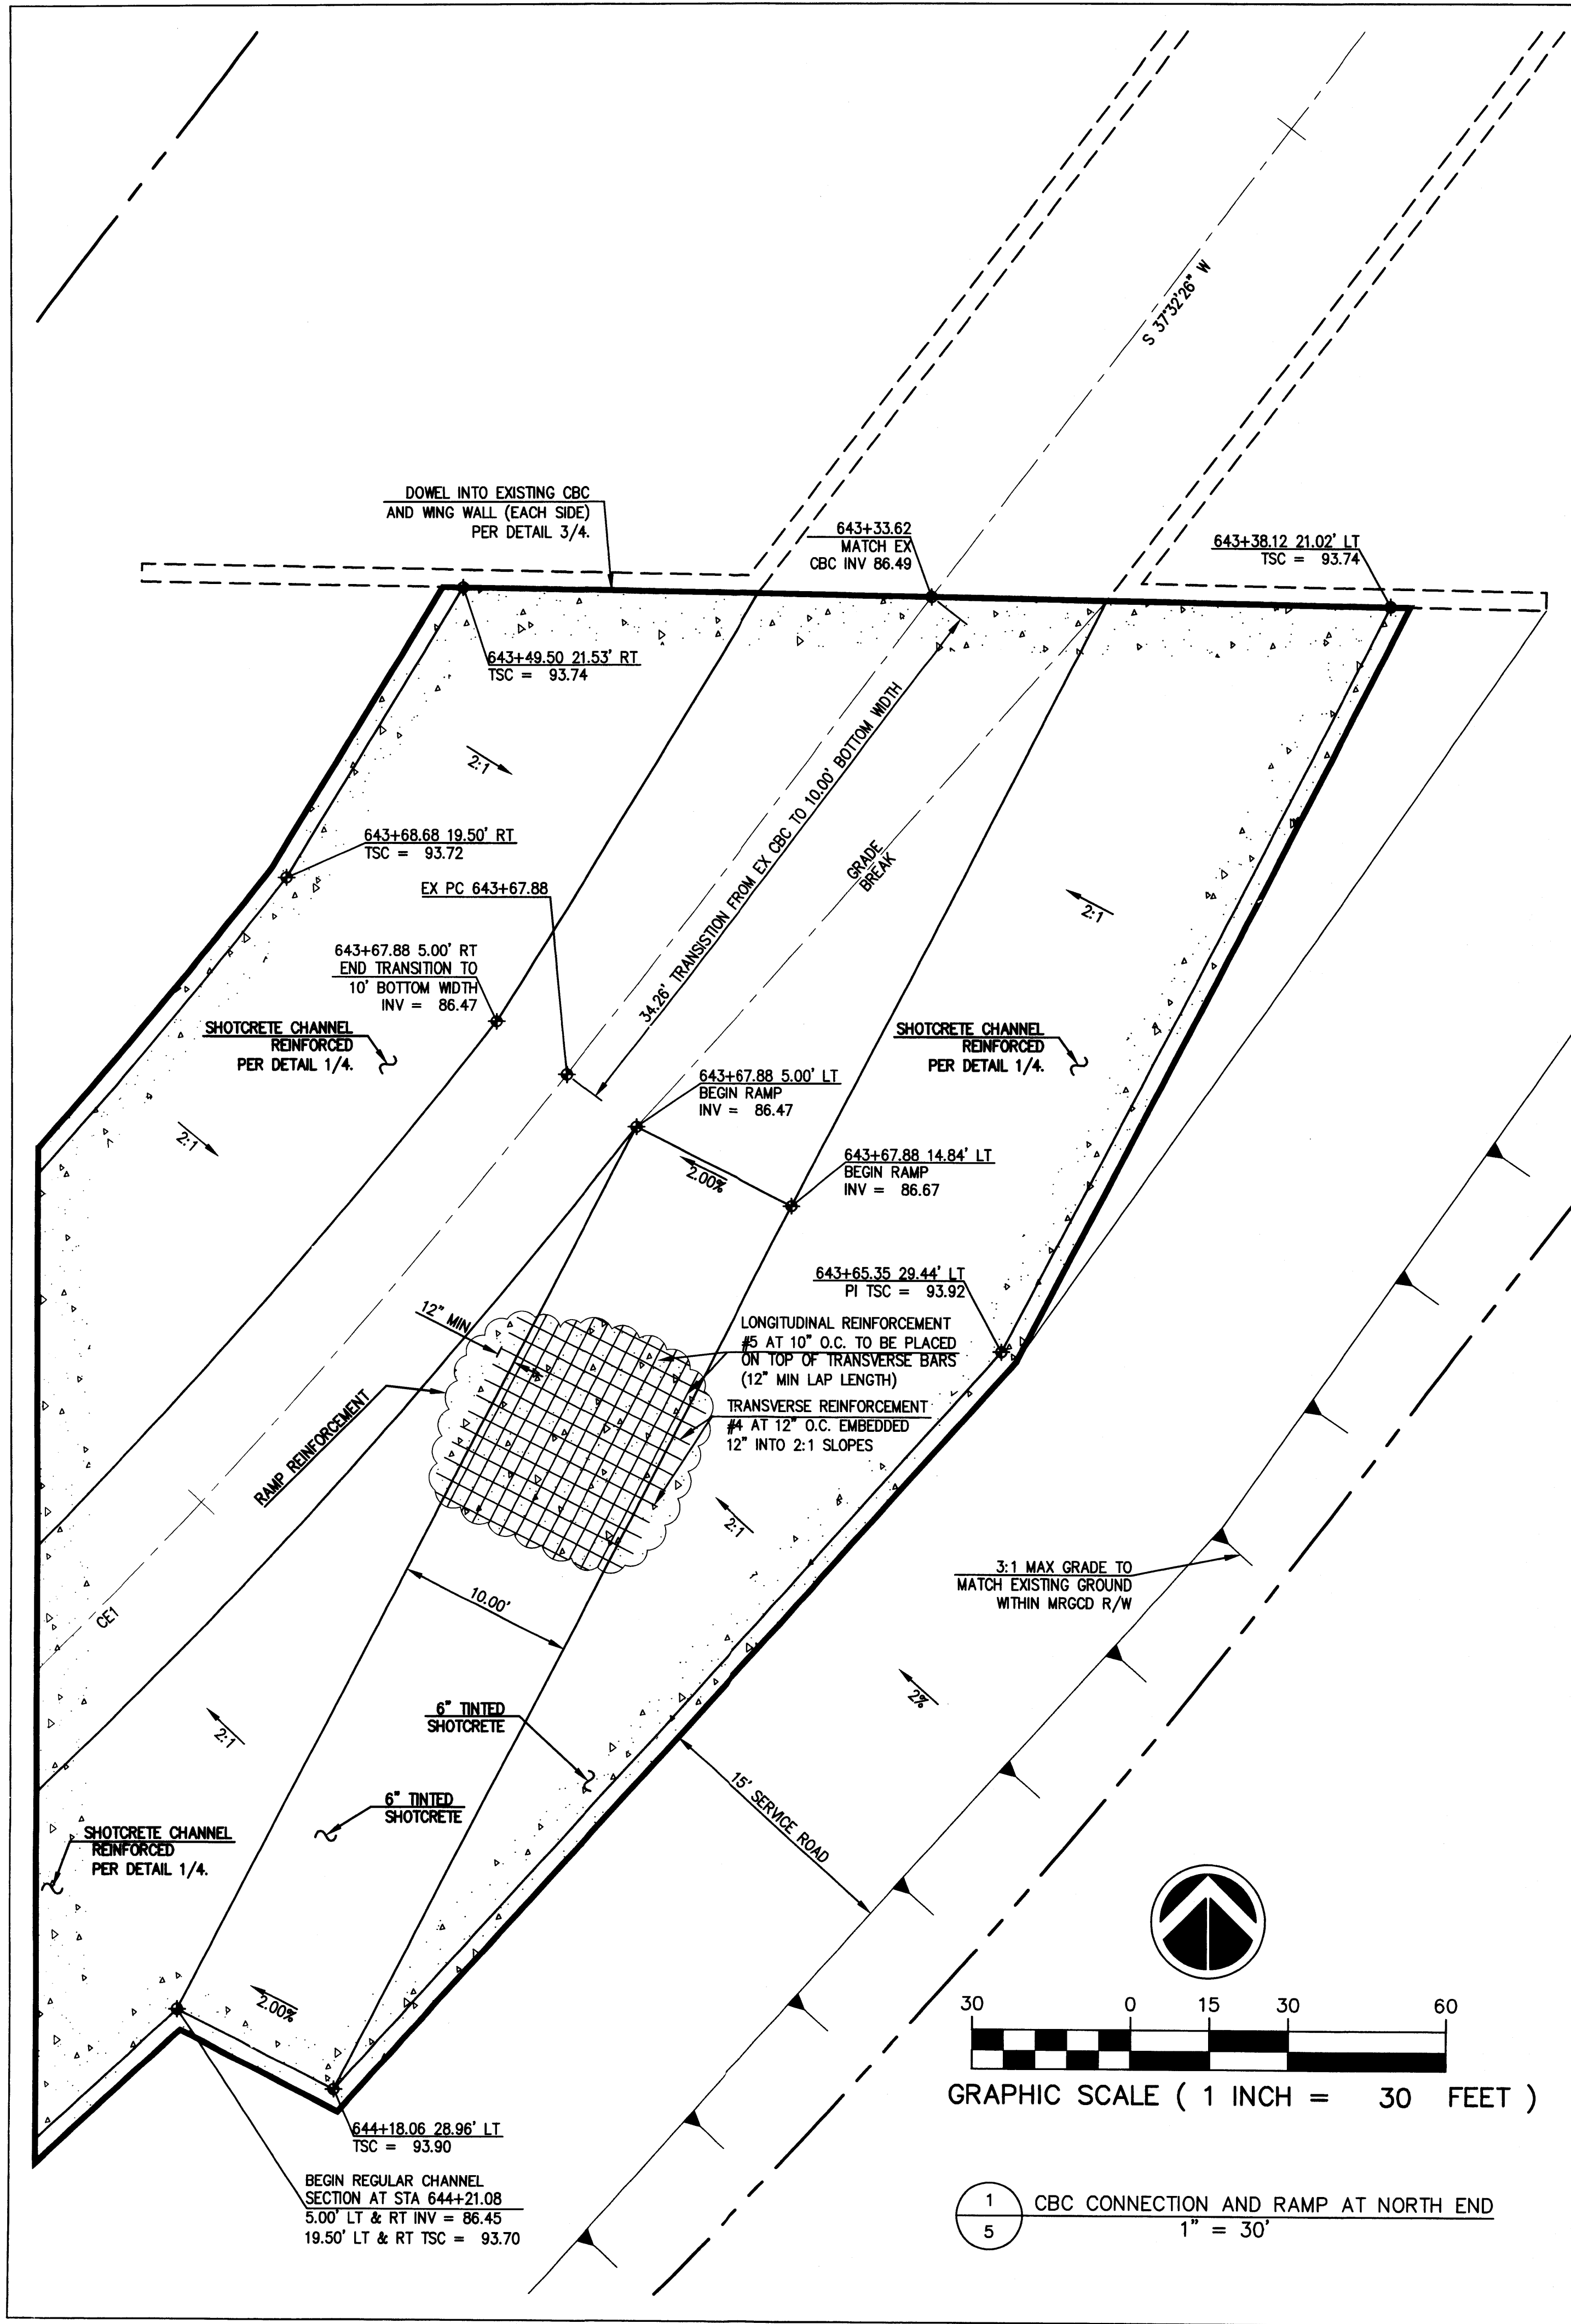 S 37°32'26" W
DOWEL INTO EXISTING CBC
AND WING WALL (EACH SIDE)
PER DETAIL 3/4.
643+33.62
MATCH EX
CBC INV 86.49
643+38.12 21.02' LT
TSC = 93.74
643+49.50 21.53' RT
TSC = 93.74
2:1
34.26' TRANSISTION FROM EX CBC TO 10.00' BOTTOM WIDTH
643+68.68 19.50' RT
TSC = 93.72
GRADE
BREAK
EX PC 643+67.88
2:1
643+67.88 5.00' RT
END TRANSITION TO
10' BOTTOM WIDTH
INV = 86.47
SHOTCRETE CHANNEL
REINFORCED
PER DETAIL 1/4.
SHOTCRETE CHANNEL
REINFORCED
PER DETAIL 1/4.
643+67.88 5.00' LT
BEGIN RAMP
INV = 86.47
2:1
643+67.88 14.84' LT
BEGIN RAMP
INV = 86.67
2.00%
643+65.35 29.44' LT
PI TSC = 93.92
12" MIN
LONGITUDINAL REINFORCEMENT
#5 AT 10" O.C. TO BE PLACED
ON TOP OF TRANSVERSE BARS
(12" MIN LAP LENGTH)
TRANSVERSE REINFORCEMENT
#4 AT 12" O.C. EMBEDDED
12" INTO 2:1 SLOPES
RAMP REINFORCEMENT
2:1
3:1 MAX GRADE TO
MATCH EXISTING GROUND
WITHIN MRGCD R/W
10.00'
CE1
2%
6" TINTED
SHOTCRETE
2:1
15' SERVICE ROAD
6" TINTED
SHOTCRETE
SHOTCRETE CHANNEL
REINFORCED
PER DETAIL 1/4.
2.00%
30 0 15 30 60
GRAPHIC SCALE ( 1 INCH = 30 FEET )
644+18.06 28.96' LT
TSC = 93.90
BEGIN REGULAR CHANNEL
SECTION AT STA 644+21.08
5.00' LT & RT INV = 86.45
19.50' LT & RT TSC = 93.70
1
5
CBC CONNECTION AND RAMP AT NORTH END
1" = 30'